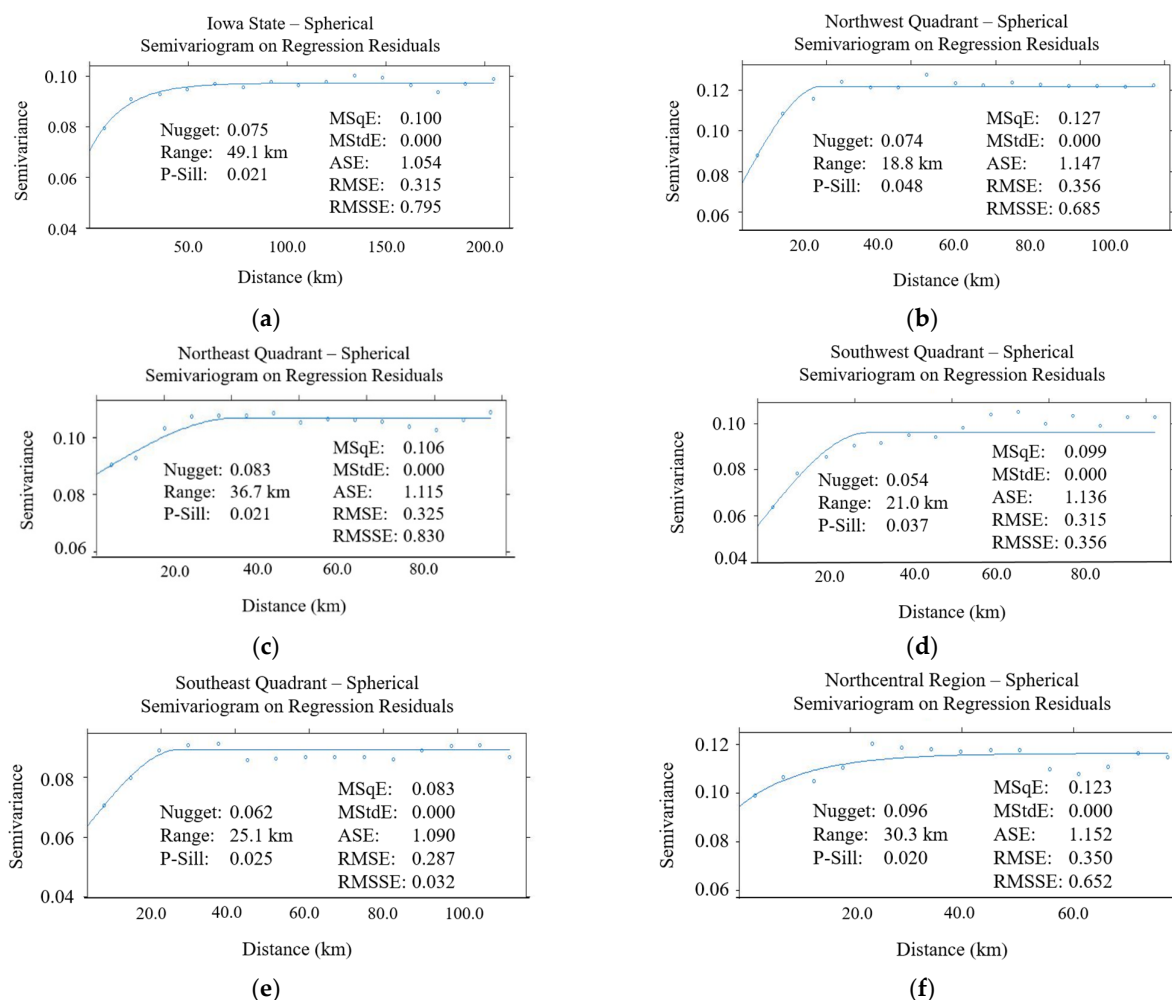 Iowa State – Spherical
Semivariogram on Regression Residuals
Semivariance
0.10
0.08
0.06
0.04
Nugget: 0.075
Range: 49.1 km
P-Sill: 0.021
MSqE: 0.100
MStdE: 0.000
ASE: 1.054
RMSE: 0.315
RMSSE: 0.795
50.0 100.0 150.0 200.0
Distance (km)
(a)
Northwest Quadrant – Spherical
Semivariogram on Regression Residuals
Semivariance
0.12
0.10
0.08
0.06
Nugget: 0.074
Range: 18.8 km
P-Sill: 0.048
MSqE: 0.127
MStdE: 0.000
ASE: 1.147
RMSE: 0.356
RMSSE: 0.685
20.0 40.0 60.0 80.0 100.0
Distance (km)
(b)
Northeast Quadrant – Spherical
Semivariogram on Regression Residuals
Semivariance
0.10
0.08
0.06
Nugget: 0.083
Range: 36.7 km
P-Sill: 0.021
MSqE: 0.106
MStdE: 0.000
ASE: 1.115
RMSE: 0.325
RMSSE: 0.830
20.0 40.0 60.0 80.0
Distance (km)
(c)
Southwest Quadrant – Spherical
Semivariogram on Regression Residuals
Semivariance
0.10
0.08
0.06
0.04
Nugget: 0.054
Range: 21.0 km
P-Sill: 0.037
MSqE: 0.099
MStdE: 0.000
ASE: 1.136
RMSE: 0.315
RMSSE: 0.356
20.0 40.0 60.0 80.0
Distance (km)
(d)
Southeast Quadrant – Spherical
Semivariogram on Regression Residuals
Semivariance
0.08
0.06
0.04
Nugget: 0.062
Range: 25.1 km
P-Sill: 0.025
MSqE: 0.083
MStdE: 0.000
ASE: 1.090
RMSE: 0.287
RMSSE: 0.032
20.0 40.0 60.0 80.0 100.0
Distance (km)
(e)
Northcentral Region – Spherical
Semivariogram on Regression Residuals
Semivariance
0.12
0.10
0.08
0.06
Nugget: 0.096
Range: 30.3 km
P-Sill: 0.020
MSqE: 0.123
MStdE: 0.000
ASE: 1.152
RMSE: 0.350
RMSSE: 0.652
20.0 40.0 60.0
Distance (km)
(f)